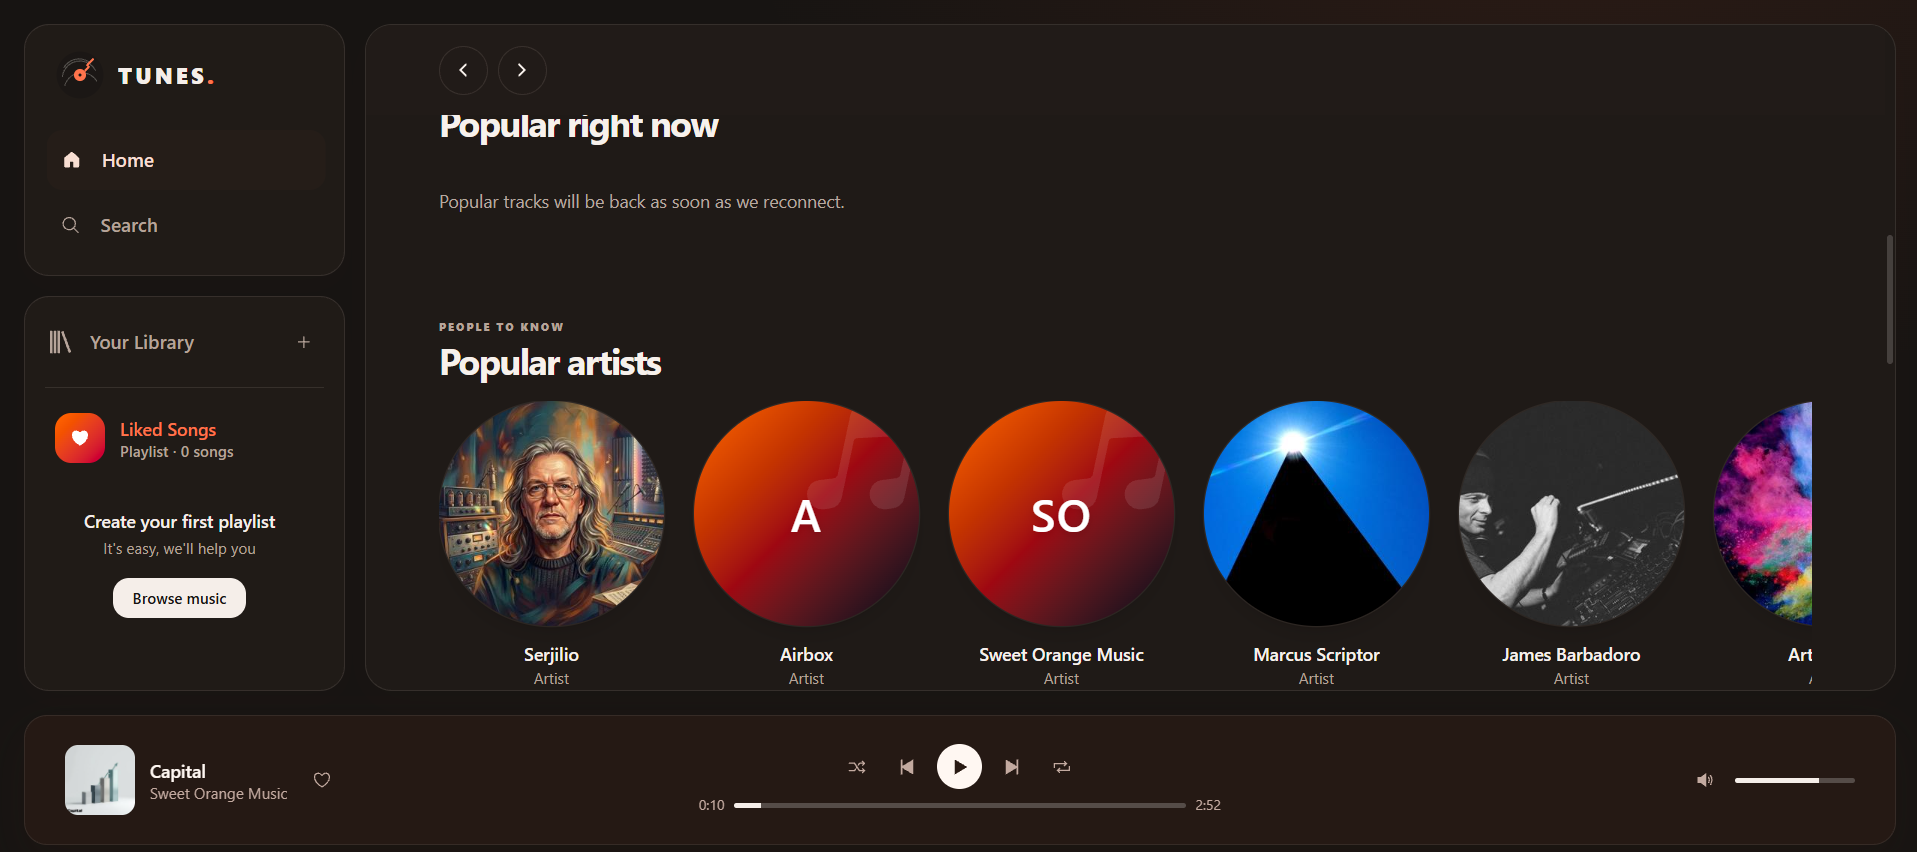 TUNES.
Home
Search
Your Library
Liked Songs
Playlist · 0 songs
Create your first playlist
It's easy, we'll help you
Browse music
Popular right now
Popular tracks will be back as soon as we reconnect.
PEOPLE TO KNOW
Popular artists
A
SO
Serjilio
Artist
Airbox
Artist
Sweet Orange Music
Artist
Marcus Scriptor
Artist
James Barbadoro
Artist
Art
Capital
Sweet Orange Music
0:10
2:52